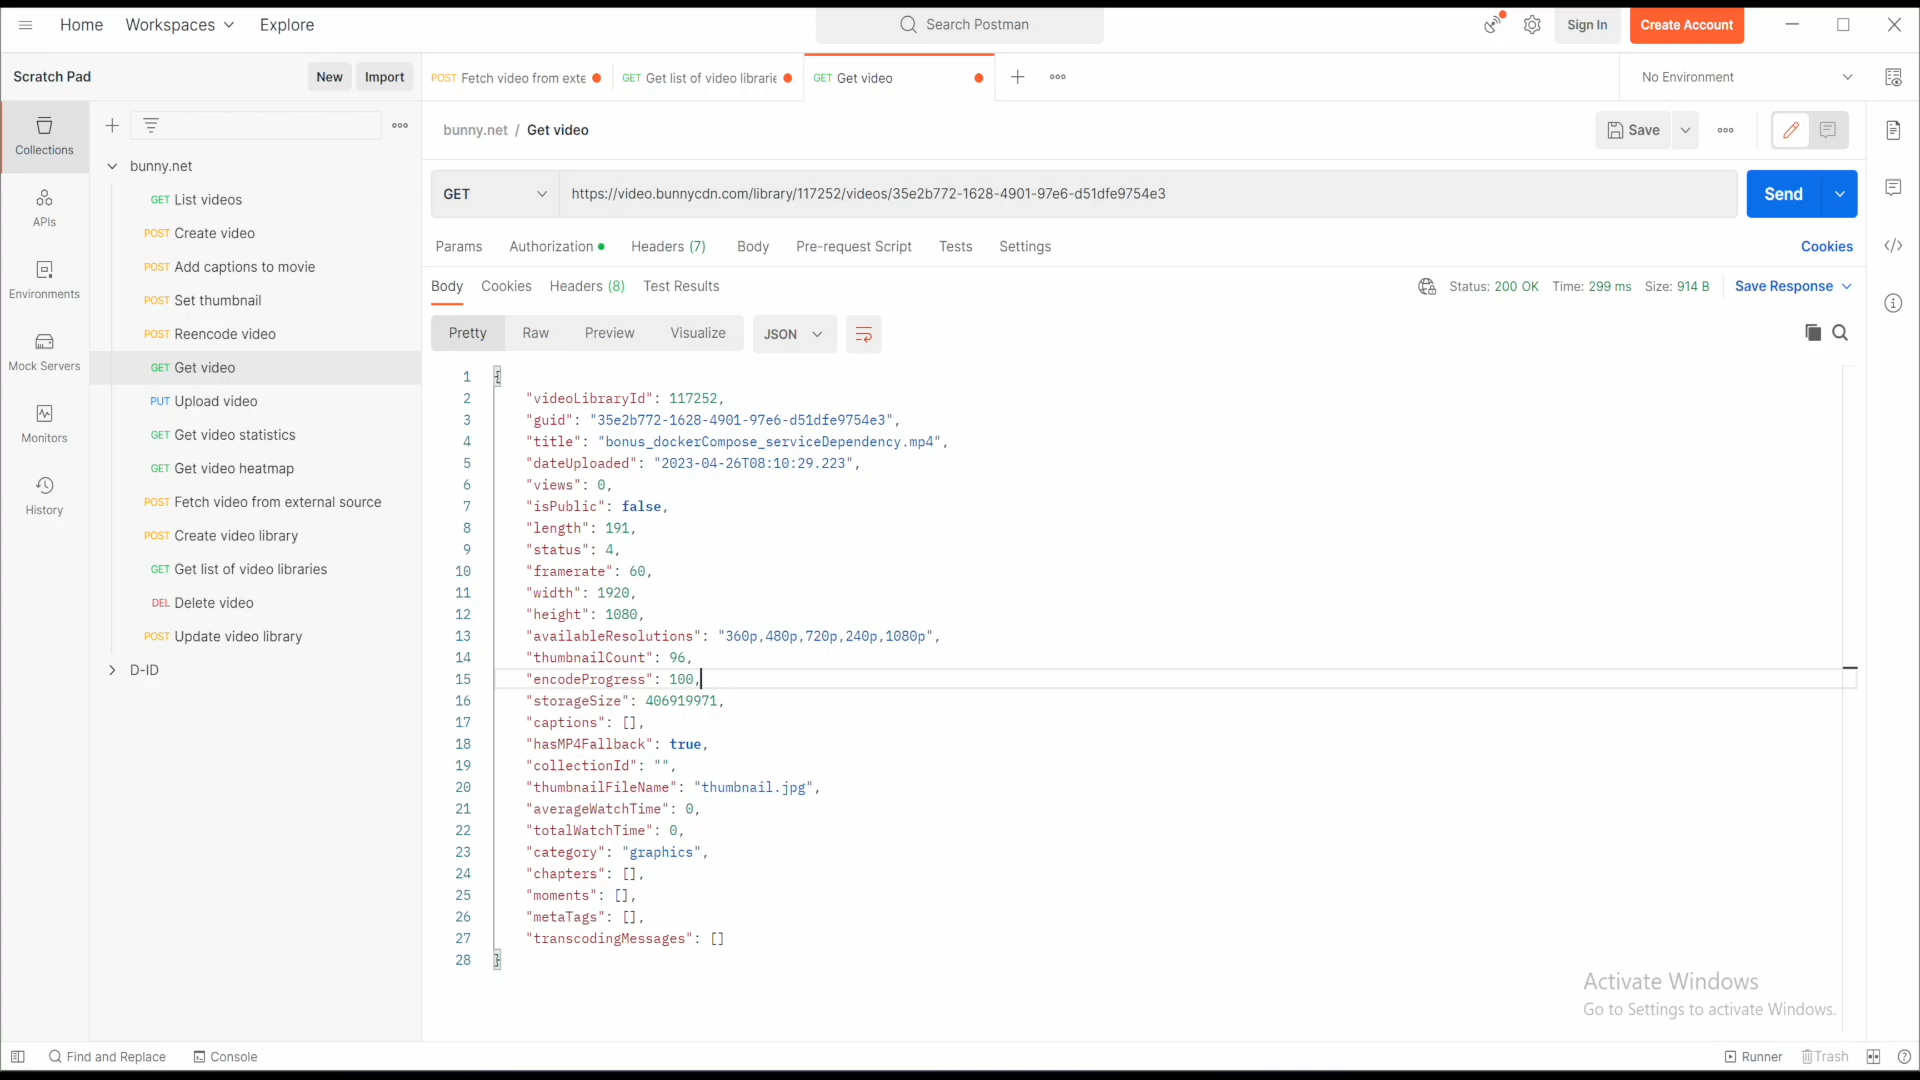 Home Workspaces Explore Search Postman Sign In Create Account
Scratch Pad New Import POST Fetch video from exte GET Get list of video librarie GET Get video No Environment
Collections
APIs
Environments
Mock Servers
Monitors
History
bunny.net
GET List videos
POST Create video
POST Add captions to movie
POST Set thumbnail
POST Reencode video
GET Get video
PUT Upload video
GET Get video statistics
GET Get video heatmap
POST Fetch video from external source
POST Create video library
GET Get list of video libraries
DEL Delete video
POST Update video library
D-ID
bunny.net / Get video Save
GET https://video.bunnycdn.com/library/117252/videos/35e2b772-1628-4901-97e6-d51dfe9754e3 Send
Params Authorization Headers (7) Body Pre-request Script Tests Settings Cookies
Body Cookies Headers (8) Test Results Status: 200 OK Time: 299 ms Size: 914 B Save Response
Pretty Raw Preview Visualize JSON
1 {
2 "videoLibraryId": 117252,
3 "guid": "35e2b772-1628-4901-97e6-d51dfe9754e3",
4 "title": "bonus_dockerCompose_serviceDependency.mp4",
5 "dateUploaded": "2023-04-26T08:10:29.223",
6 "views": 0,
7 "isPublic": false,
8 "length": 191,
9 "status": 4,
10 "framerate": 60,
11 "width": 1920,
12 "height": 1080,
13 "availableResolutions": "360p,480p,720p,240p,1080p",
14 "thumbnailCount": 96,
15 "encodeProgress": 100,
16 "storageSize": 406919971,
17 "captions": [],
18 "hasMP4Fallback": true,
19 "collectionId": "",
20 "thumbnailFileName": "thumbnail.jpg",
21 "averageWatchTime": 0,
22 "totalWatchTime": 0,
23 "category": "graphics",
24 "chapters": [],
25 "moments": [],
26 "metaTags": [],
27 "transcodingMessages": []
28 }
Activate Windows
Go to Settings to activate Windows.
Find and Replace Console Runner Trash